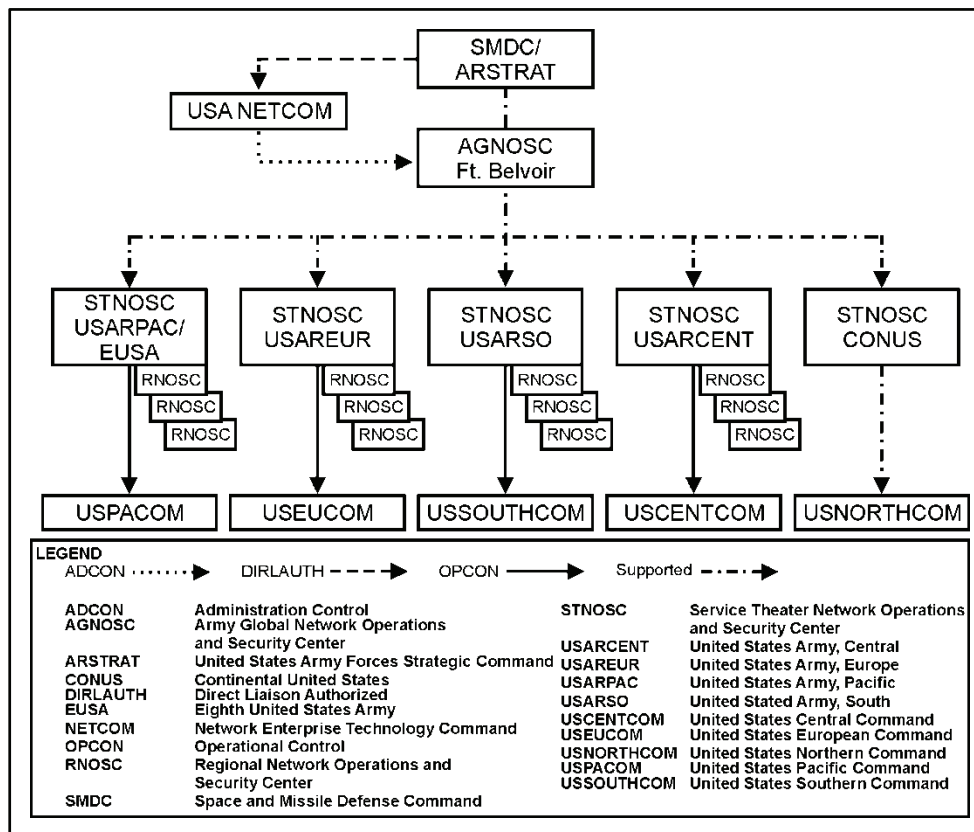 SMDC/
ARSTRAT
USA NETCOM
AGNOSC
Ft. Belvoir
STNOSC
USARPAC/
EUSA
STNOSC
USAREUR
STNOSC
USARSO
STNOSC
USARCENT
STNOSC
CONUS
RNOSC
RNOSC
RNOSC
RNOSC
RNOSC
RNOSC
RNOSC
RNOSC
RNOSC
RNOSC
RNOSC
RNOSC
USPACOM
USEUCOM
USSOUTHCOM
USCENTCOM
USNORTHCOM
LEGEND
ADCON DIRLAUTH OPCON Supported
ADCON Administration Control
AGNOSC Army Global Network Operations
and Security Center
ARSTRAT United States Army Forces Strategic Command
CONUS Continental United States
DIRLAUTH Direct Liaison Authorized
EUSA Eighth United States Army
NETCOM Network Enterprise Technology Command
OPCON Operational Control
RNOSC Regional Network Operations and
Security Center
SMDC Space and Missile Defense Command
STNOSC Service Theater Network Operations
and Security Center
USARCENT United States Army, Central
USAREUR United States Army, Europe
USARPAC United States Army, Pacific
USARSO United Stated Army, South
USCENTCOM United States Central Command
USEUCOM United States European Command
USNORTHCOM United States Northern Command
USPACOM United States Pacific Command
USSOUTHCOM United States Southern Command